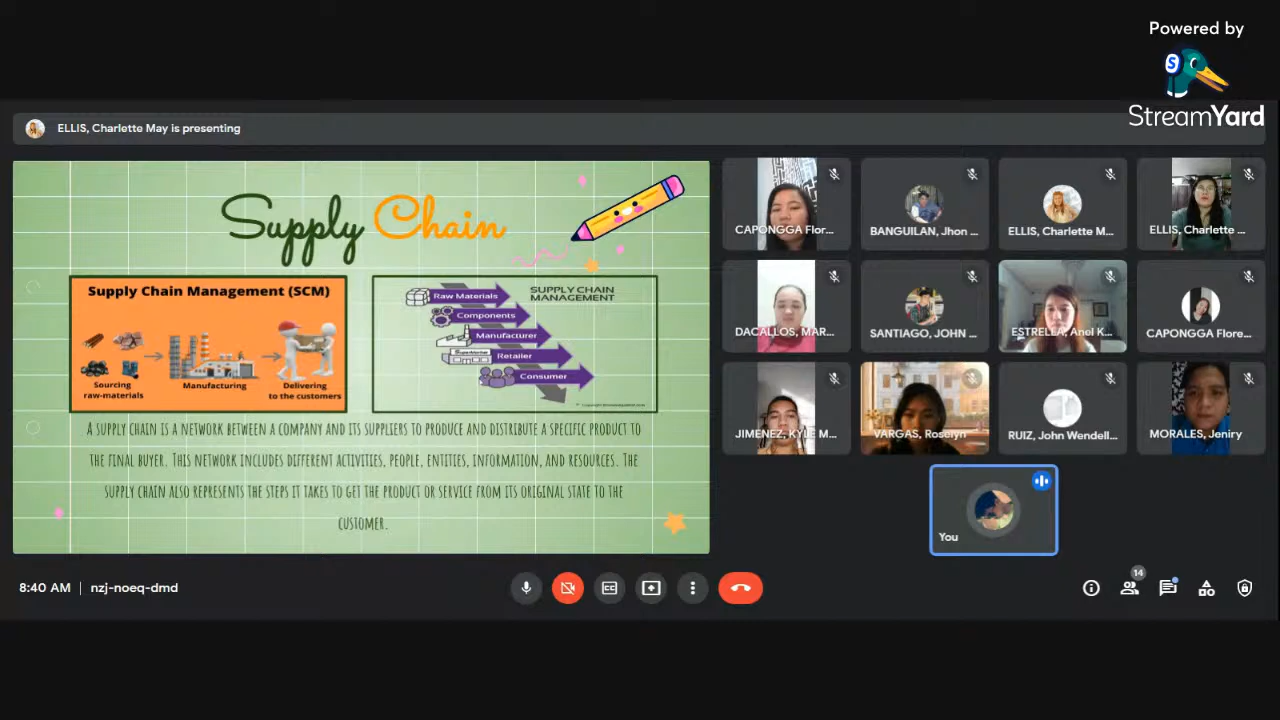 Powered by
StreamYard
ELLIS, Charlette May is presenting
Supply Chain
Supply Chain Management (SCM)
Sourcing
raw-materials
Manufacturing
Delivering
to the customers
SUPPLY CHAIN
MANAGEMENT
Raw Materials
Components
Manufacturer
Retailer
Consumer
A SUPPLY CHAIN IS A NETWORK BETWEEN A COMPANY AND ITS SUPPLIERS TO PRODUCE AND DISTRIBUTE A SPECIFIC PRODUCT TO
THE FINAL BUYER. THIS NETWORK INCLUDES DIFFERENT ACTIVITIES, PEOPLE, ENTITIES, INFORMATION, AND RESOURCES. THE
SUPPLY CHAIN ALSO REPRESENTS THE STEPS IT TAKES TO GET THE PRODUCT OR SERVICE FROM ITS ORIGINAL STATE TO THE
CUSTOMER.
CAPONGGA Flor...
BANGUILAN, Jhon ...
ELLIS, Charlette M...
ELLIS, Charlette ...
DACALLOS, MAR...
SANTIAGO, JOHN ...
ESTRELLA, Anel K...
CAPONGGA Flore...
JIMENEZ, KYLE M...
VARGAS, Roselyn
RUIZ, John Wendell...
MORALES, Jeniry
You
8:40 AM | nzj-noeq-dmd
14